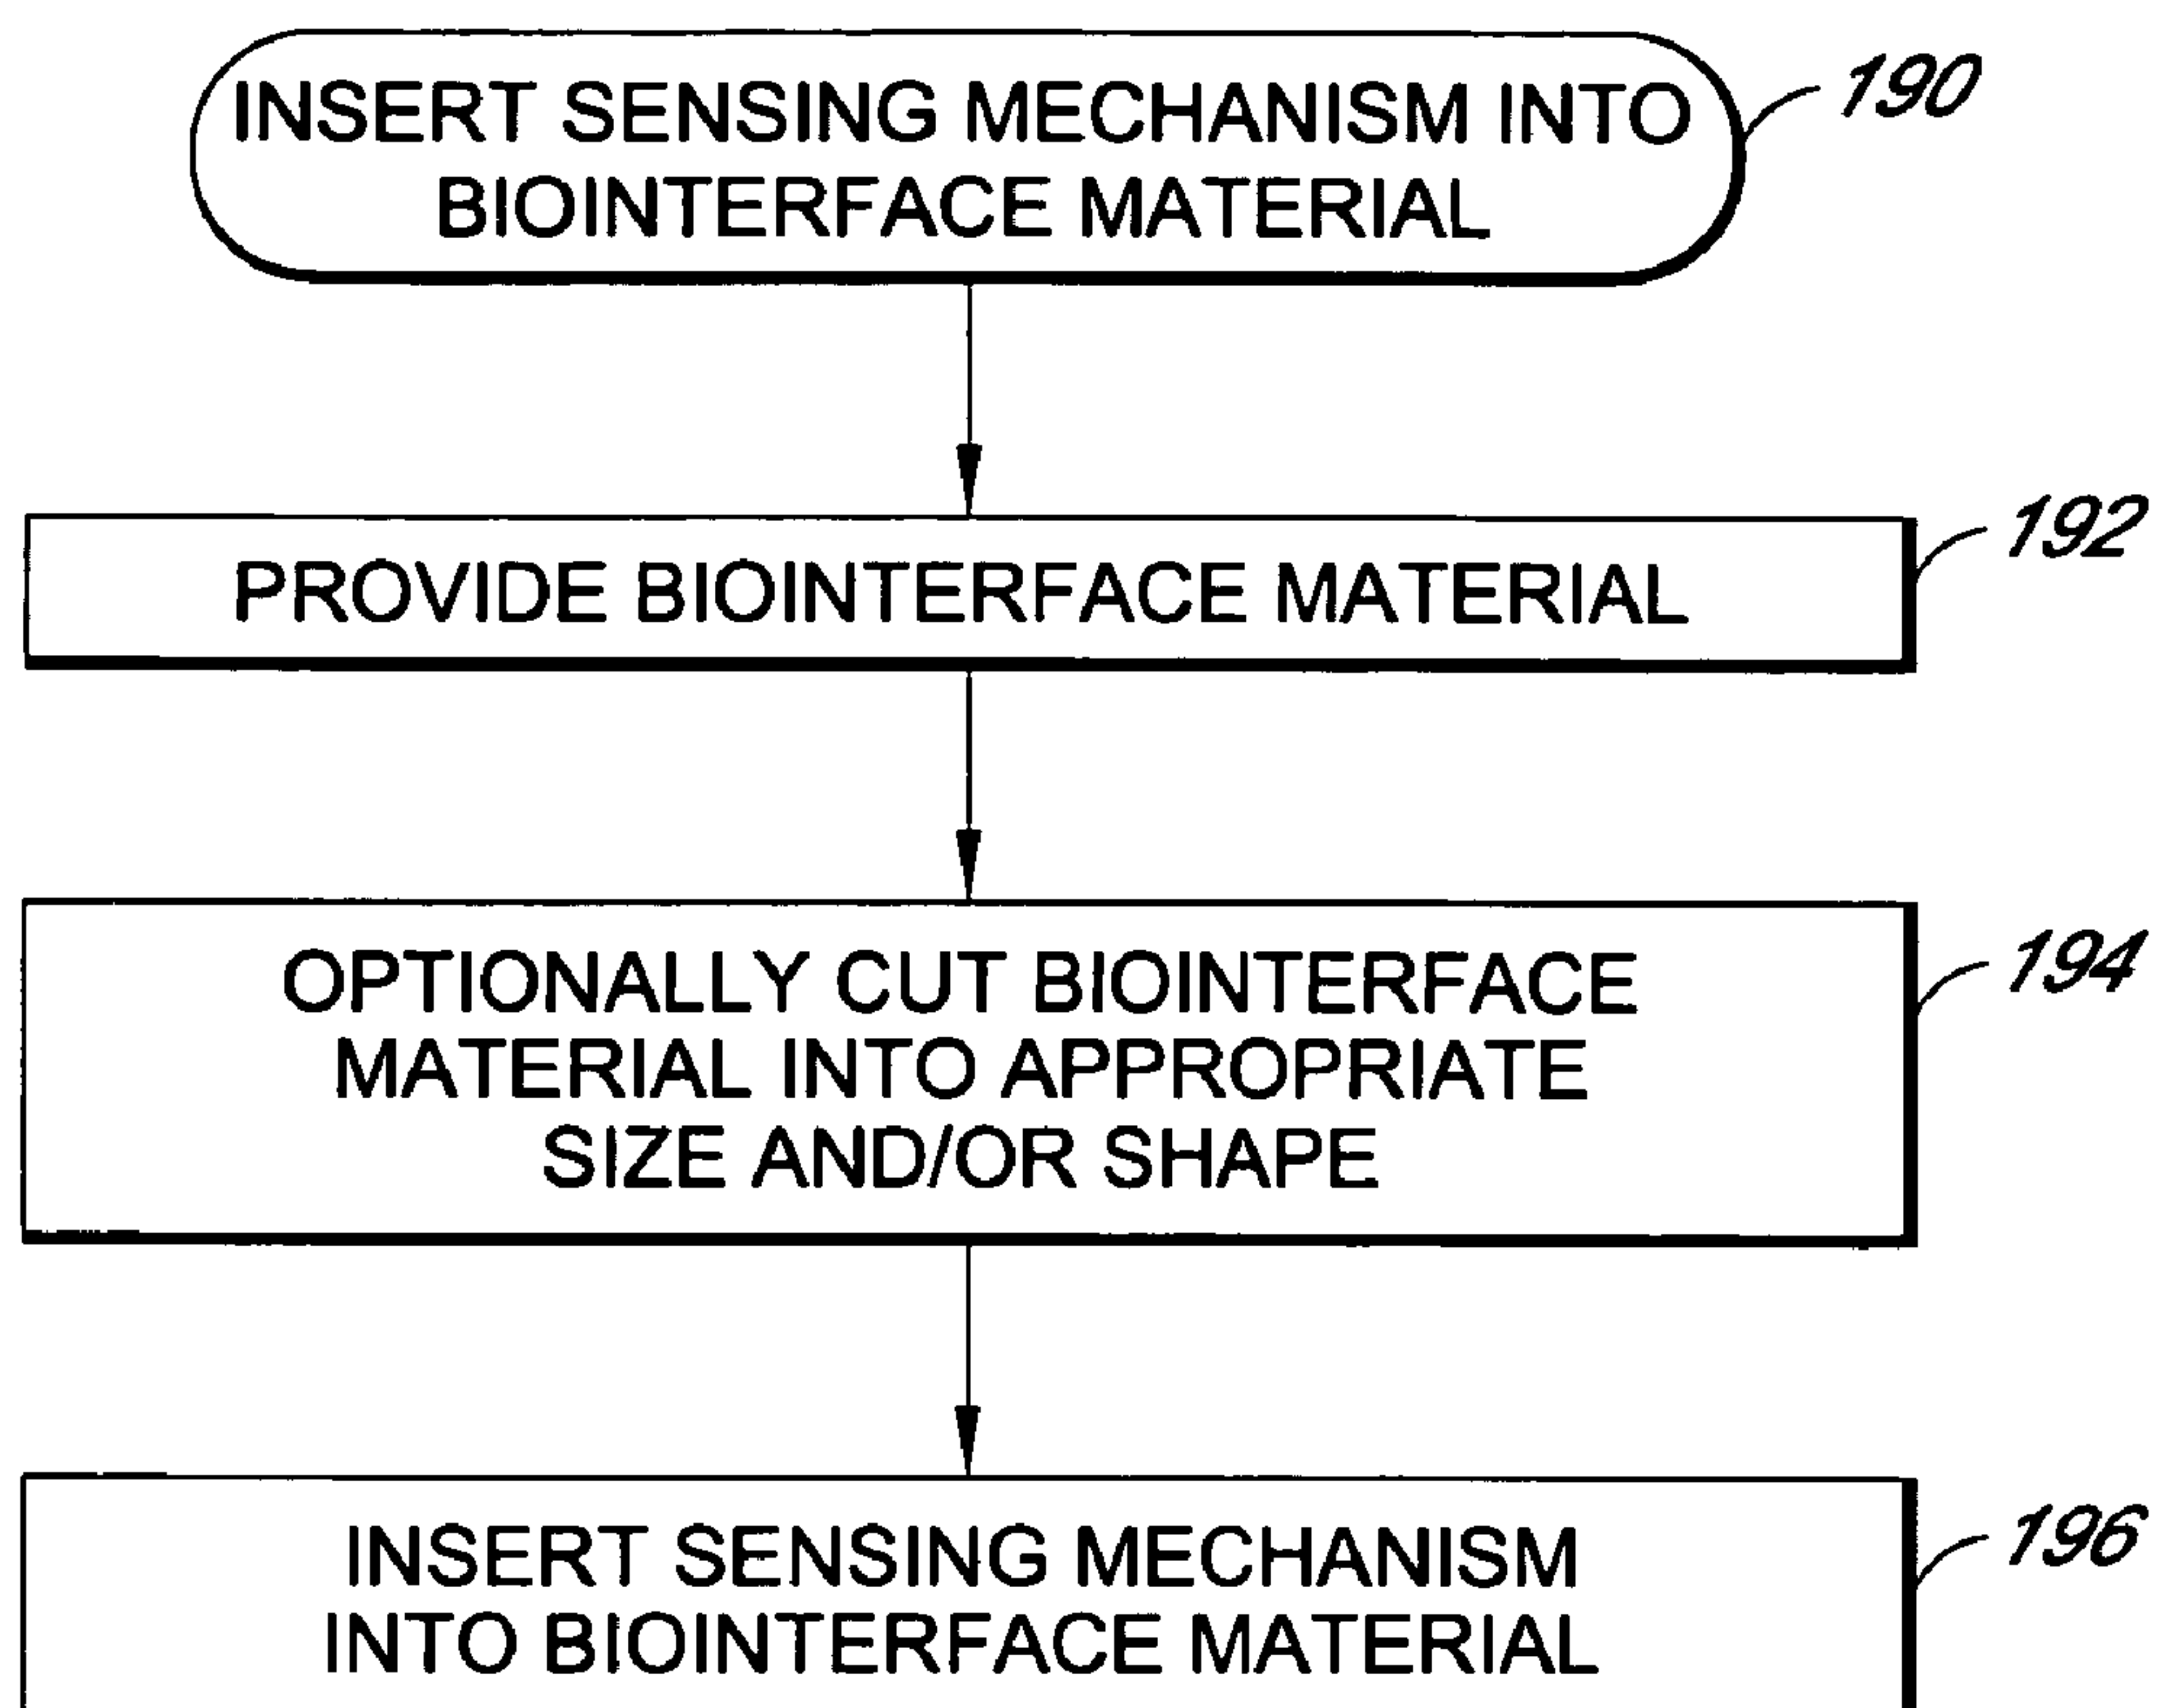 INSERT SENSING MECHANISM INTO
BIOINTERFACE MATERIAL
190
PROVIDE BIOINTERFACE MATERIAL
192
OPTIONALLY CUT BIOINTERFACE
MATERIAL INTO APPROPRIATE
SIZE AND/OR SHAPE
194
INSERT SENSING MECHANISM
INTO BIOINTERFACE MATERIAL
196